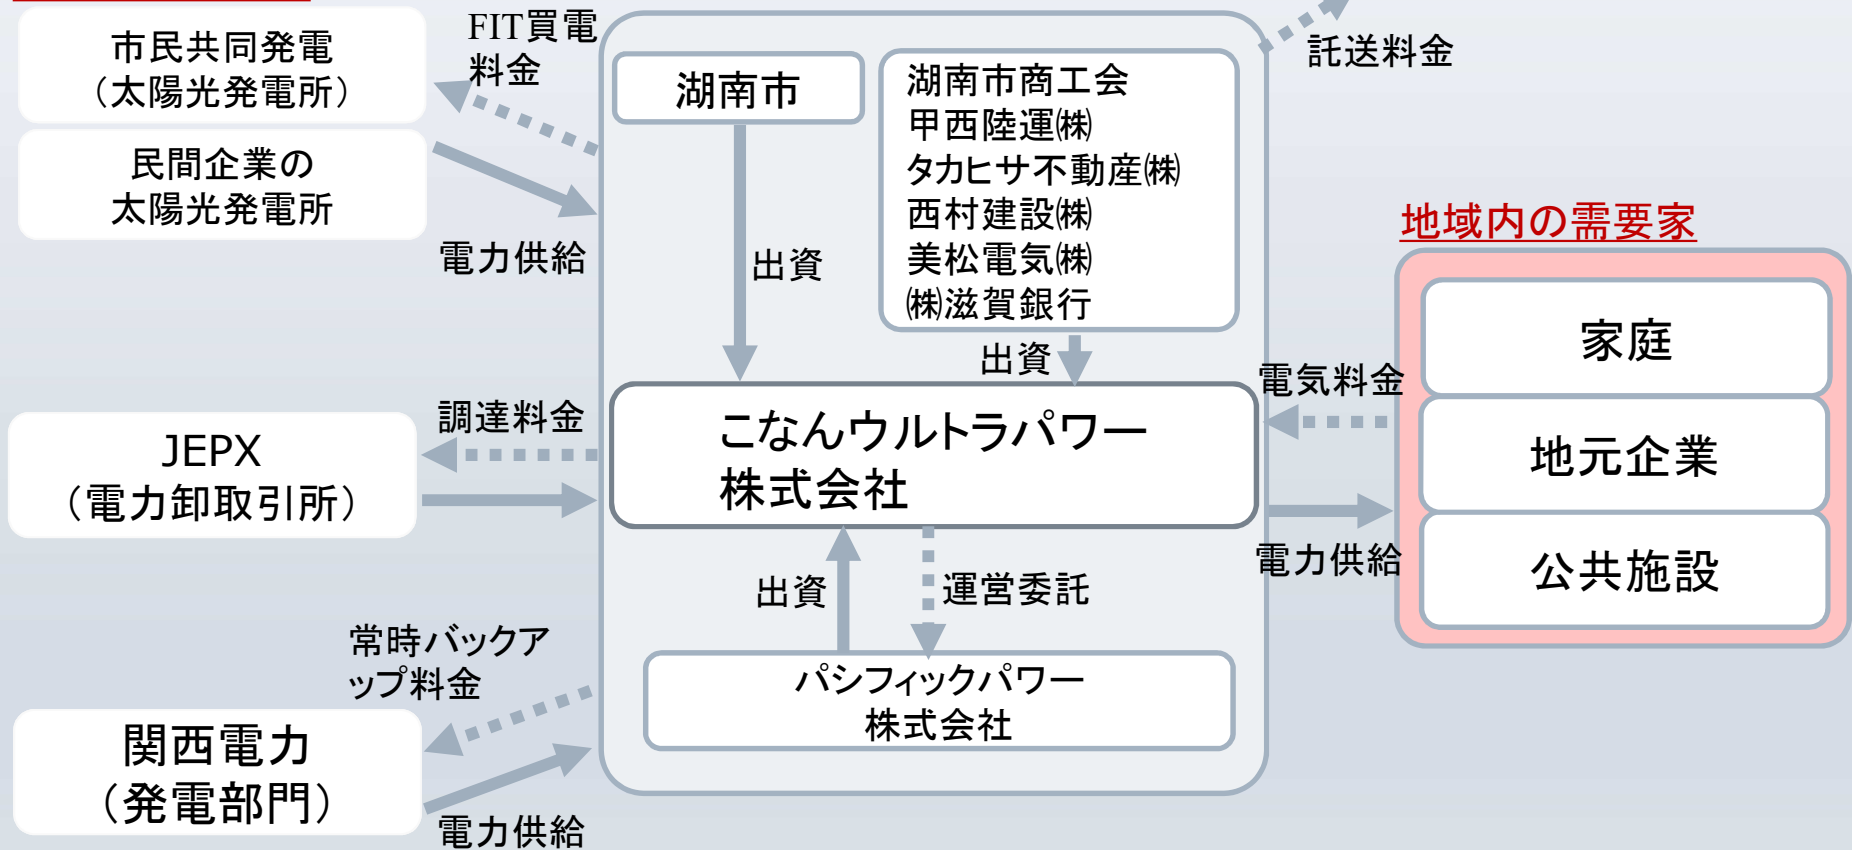 市民共同発電
（太陽光発電所）
民間企業の
太陽光発電所
FIT買電
料金
電力供給
湖南市
出資
湖南市商工会
甲西陸運㈱
タカヒサ不動産㈱
西村建設㈱
美松電気㈱
㈱滋賀銀行
出資
託送料金
地域内の需要家
家庭
地元企業
公共施設
電気料金
電力供給
JEPX
（電力卸取引所）
調達料金
こなんウルトラパワー
株式会社
出資
運営委託
パシフィックパワー
株式会社
常時バックア
ップ料金
関西電力
（発電部門）
電力供給